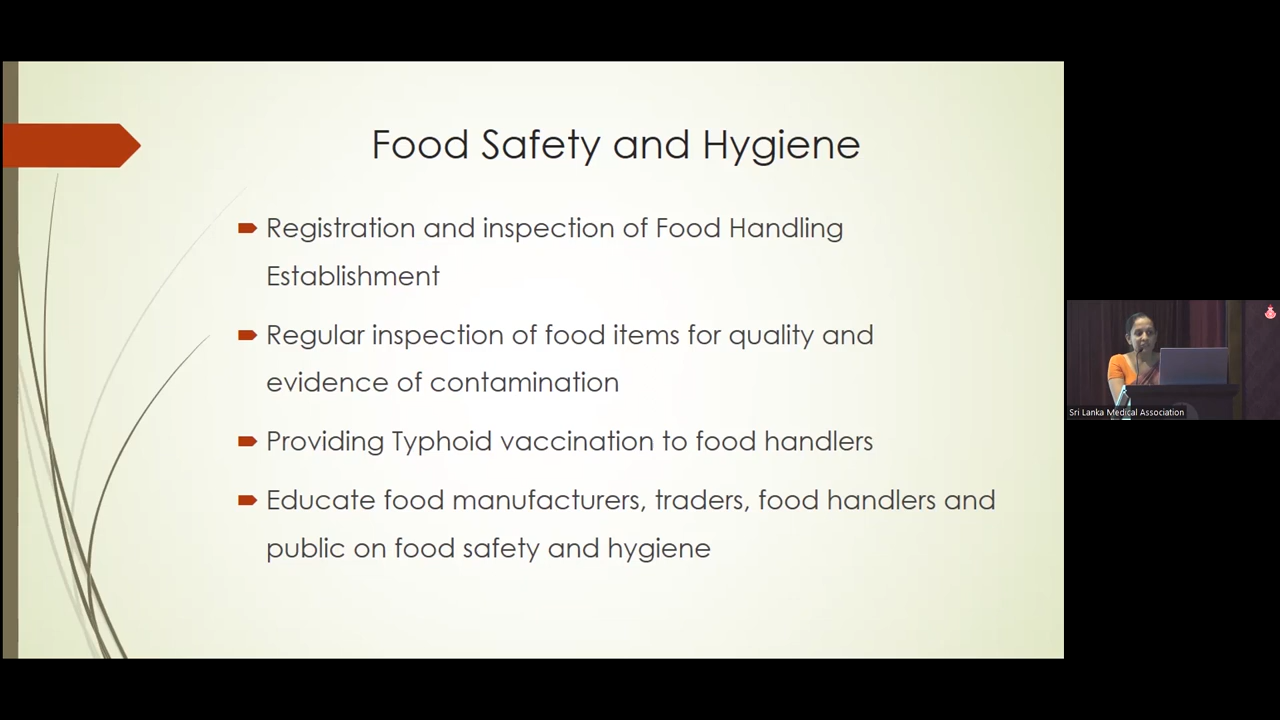 Food Safety and Hygiene
Registration and inspection of Food Handling
Establishment
Regular inspection of food items for quality and
evidence of contamination
Providing Typhoid vaccination to food handlers
Educate food manufacturers, traders, food handlers and
public on food safety and hygiene
Sri Lanka Medical Association